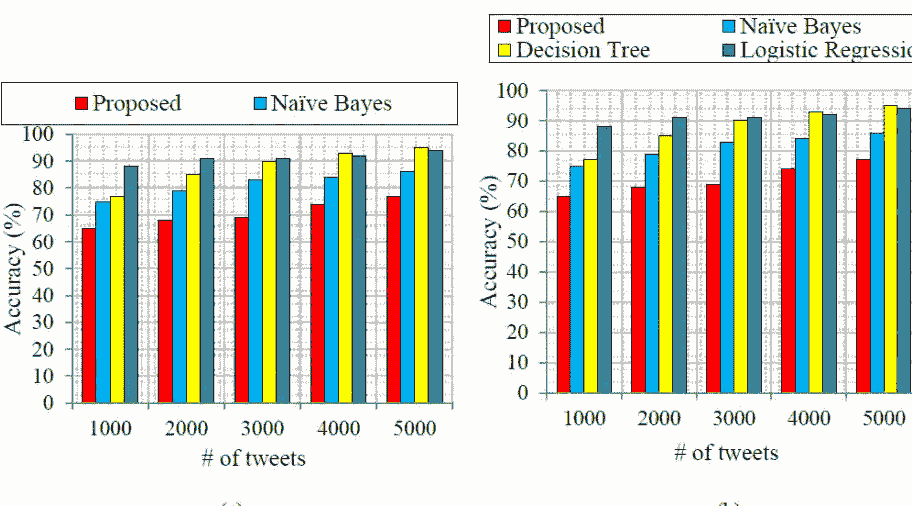 Proposed Naïve Bayes
100
90
80
70
60
50
40
30
20
10
0
Accuracy (%)
1000 2000 3000 4000 5000
# of tweets
Proposed Naïve Bayes
Decision Tree Logistic Regressio
100
90
80
70
60
50
40
30
20
10
0
Accuracy (%)
1000 2000 3000 4000 5000
# of tweets